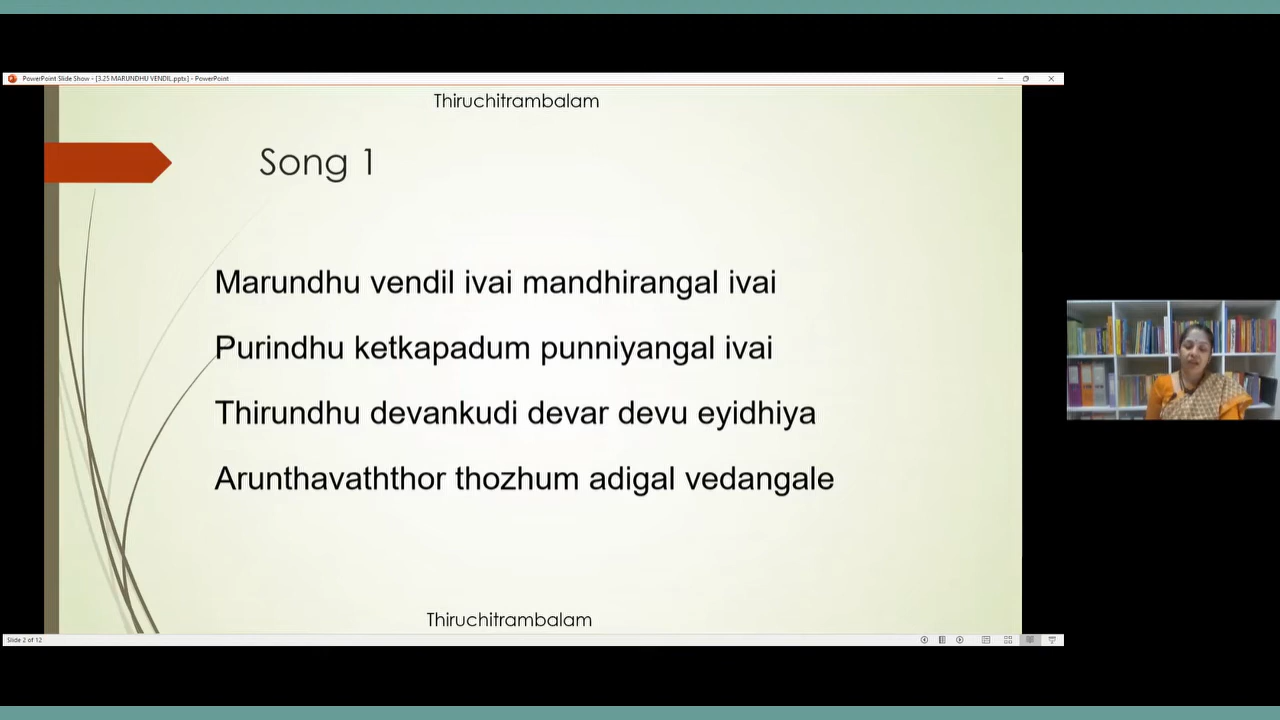 PowerPoint Slide Show - [3.25 MARUNDHU VENDIL.pptx] - PowerPoint
Thiruchitrambalam
Song 1
Marundhu vendil ivai mandhirangal ivai
Purindhu ketkapadum punniyangal ivai
Thirundhu devankudi devar devu eyidhiya
Arunthavaththor thozhum adigal vedangale
Thiruchitrambalam
Slide 2 of 12